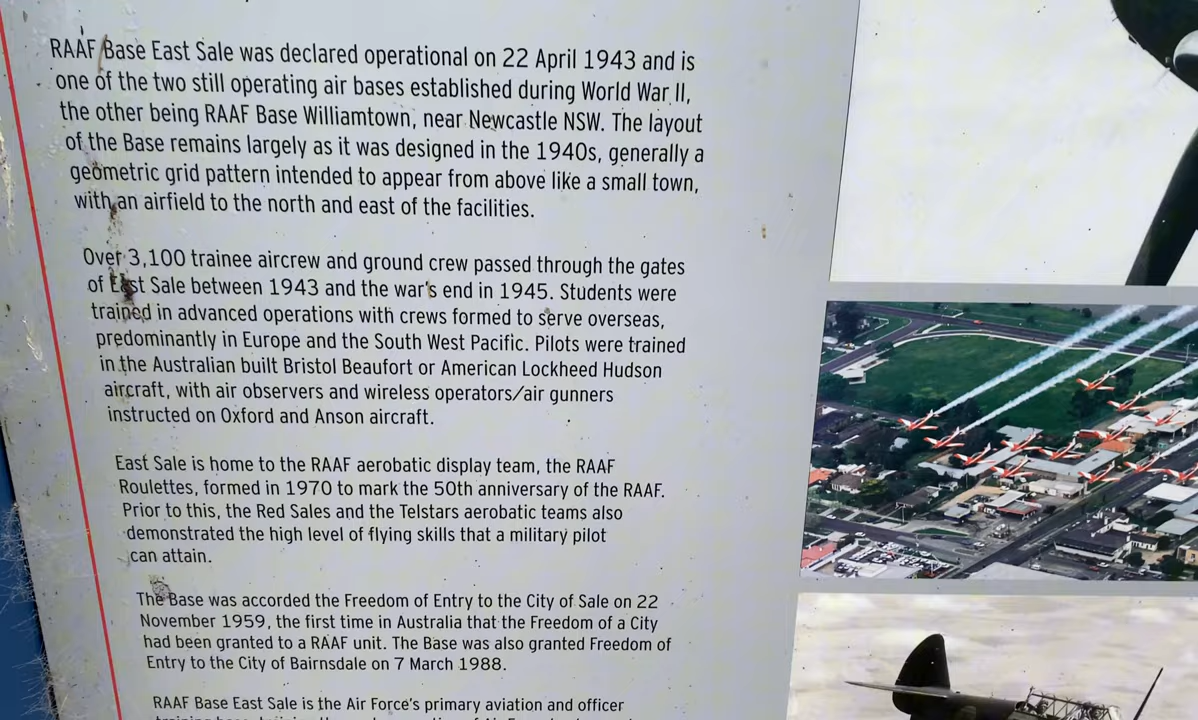 RAAF Base East Sale was declared operational on 22 April 1943 and is
one of the two still operating air bases established during World War II,
the other being RAAF Base Williamtown, near Newcastle NSW. The layout
of the Base remains largely as it was designed in the 1940s, generally a
geometric grid pattern intended to appear from above like a small town,
with an airfield to the north and east of the facilities.
Over 3,100 trainee aircrew and ground crew passed through the gates
of East Sale between 1943 and the war's end in 1945. Students were
trained in advanced operations with crews formed to serve overseas,
predominantly in Europe and the South West Pacific. Pilots were trained
in the Australian built Bristol Beaufort or American Lockheed Hudson
aircraft, with air observers and wireless operators/air gunners
instructed on Oxford and Anson aircraft.
East Sale is home to the RAAF aerobatic display team, the RAAF
Roulettes, formed in 1970 to mark the 50th anniversary of the RAAF.
Prior to this, the Red Sales and the Telstars aerobatic teams also
demonstrated the high level of flying skills that a military pilot
can attain.
The Base was accorded the Freedom of Entry to the City of Sale on 22
November 1959, the first time in Australia that the Freedom of a City
had been granted to a RAAF unit. The Base was also granted Freedom of
Entry to the City of Bairnsdale on 7 March 1988.
RAAF Base East Sale is the Air Force's primary aviation and officer